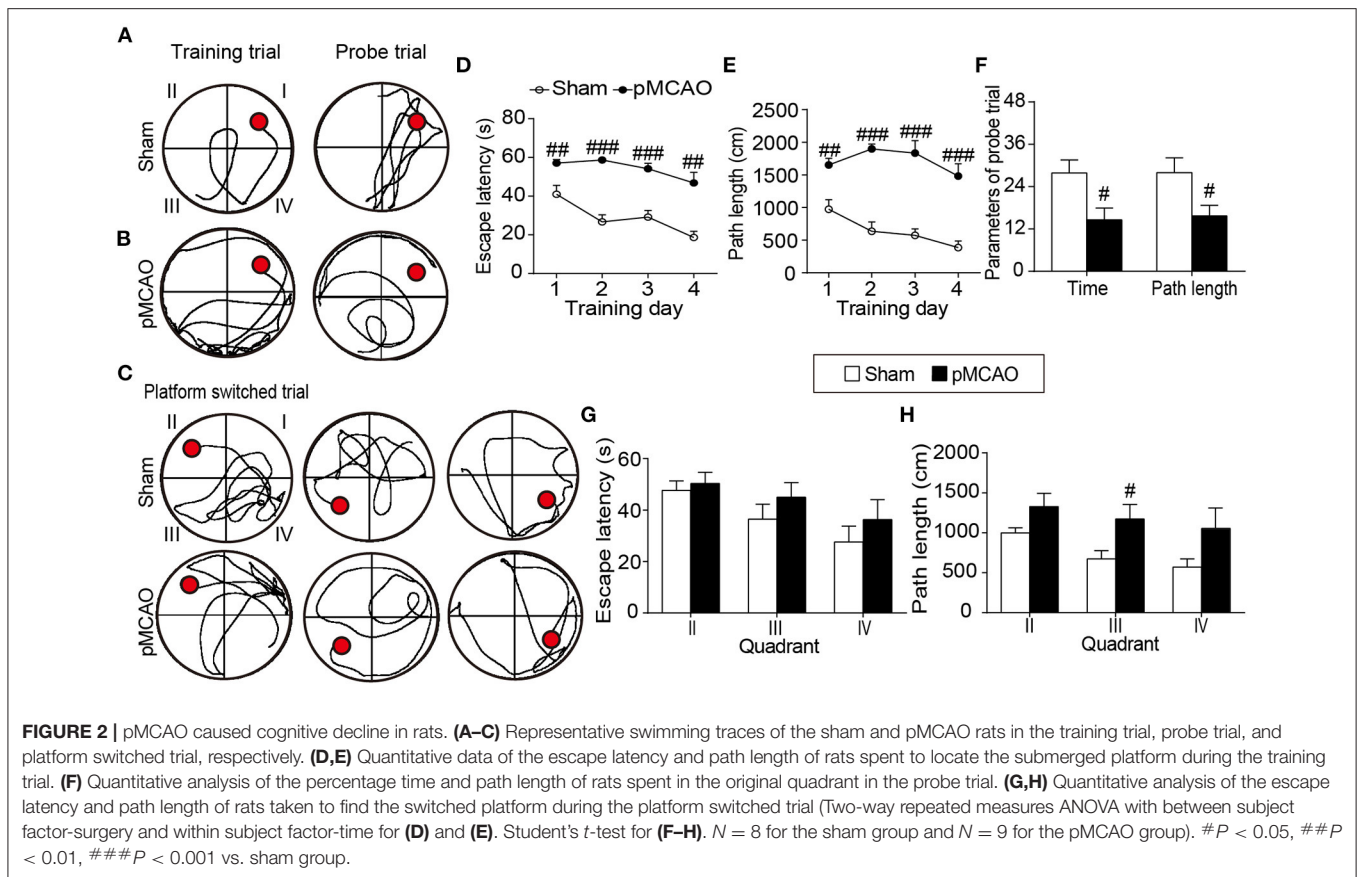 A
Training trial Probe trial
II I
Sham
III IV
B
pMCAO
C
Platform switched trial
II I
Sham
III IV
pMCAO
D
Sham pMCAO
Escape latency (s)
80
60
40
20
0
## ### ### ##
1 2 3 4
Training day
E
Path length (cm)
2500
2000
1500
1000
500
0
## ### ### ###
1 2 3 4
Training day
F
Parameters of probe trial
48
36
24
12
0
# #
Time Path length
Sham pMCAO
G
Escape latency (s)
60
40
20
0
II III IV
Quadrant
H
Path length (cm)
2000
1500
1000
500
0
#
II III IV
Quadrant
FIGURE 2 | pMCAO caused cognitive decline in rats. (A–C) Representative swimming traces of the sham and pMCAO rats in the training trial, probe trial, and
platform switched trial, respectively. (D,E) Quantitative data of the escape latency and path length of rats spent to locate the submerged platform during the training
trial. (F) Quantitative analysis of the percentage time and path length of rats spent in the original quadrant in the probe trial. (G,H) Quantitative analysis of the escape
latency and path length of rats taken to find the switched platform during the platform switched trial (Two-way repeated measures ANOVA with between subject
factor-surgery and within subject factor-time for (D) and (E). Student's t-test for (F–H). N = 8 for the sham group and N = 9 for the pMCAO group). #P < 0.05, ##P
< 0.01, ###P < 0.001 vs. sham group.